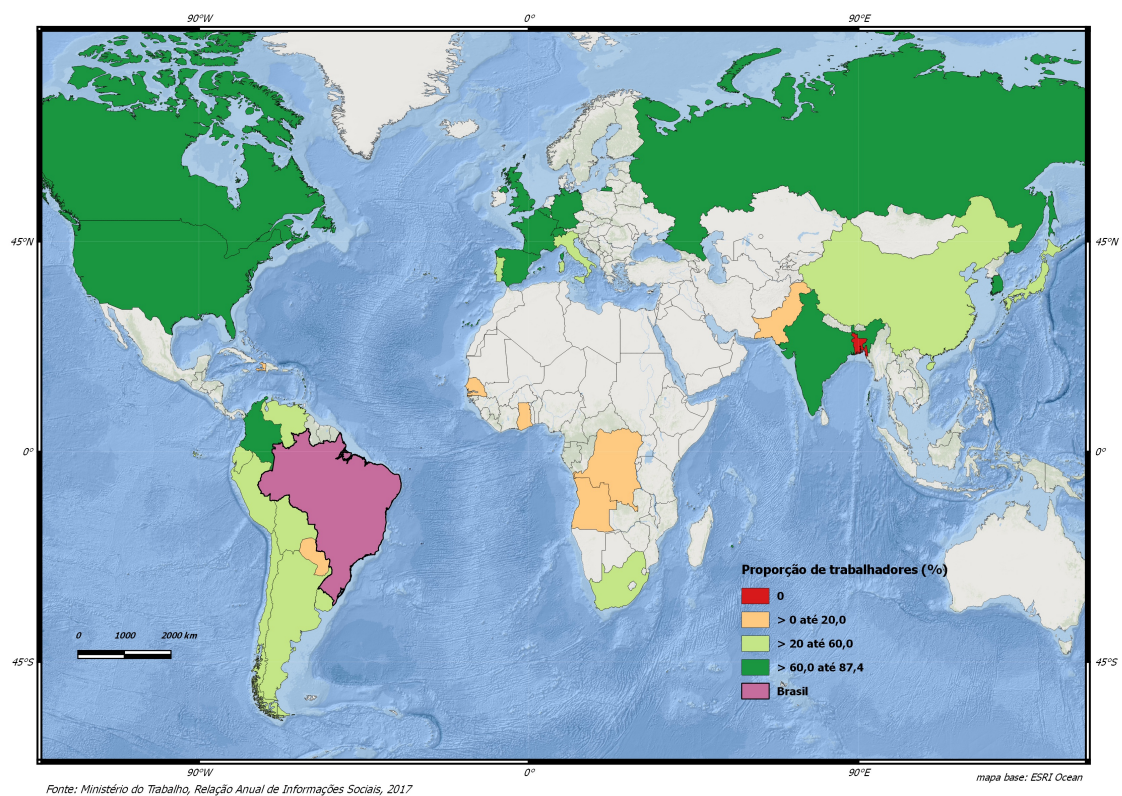 90°W 0° 90°E
45°N 45°N
0° 0°
Proporção de trabalhadores (%)
0
> 0 até 20,0
> 20 até 60,0
> 60,0 até 87,4
Brasil
0 1000 2000 km
45°S 45°S
90°W 0° 90°E
mapa base: ESRI Ocean
Fonte: Ministério do Trabalho, Relação Anual de Informações Sociais, 2017